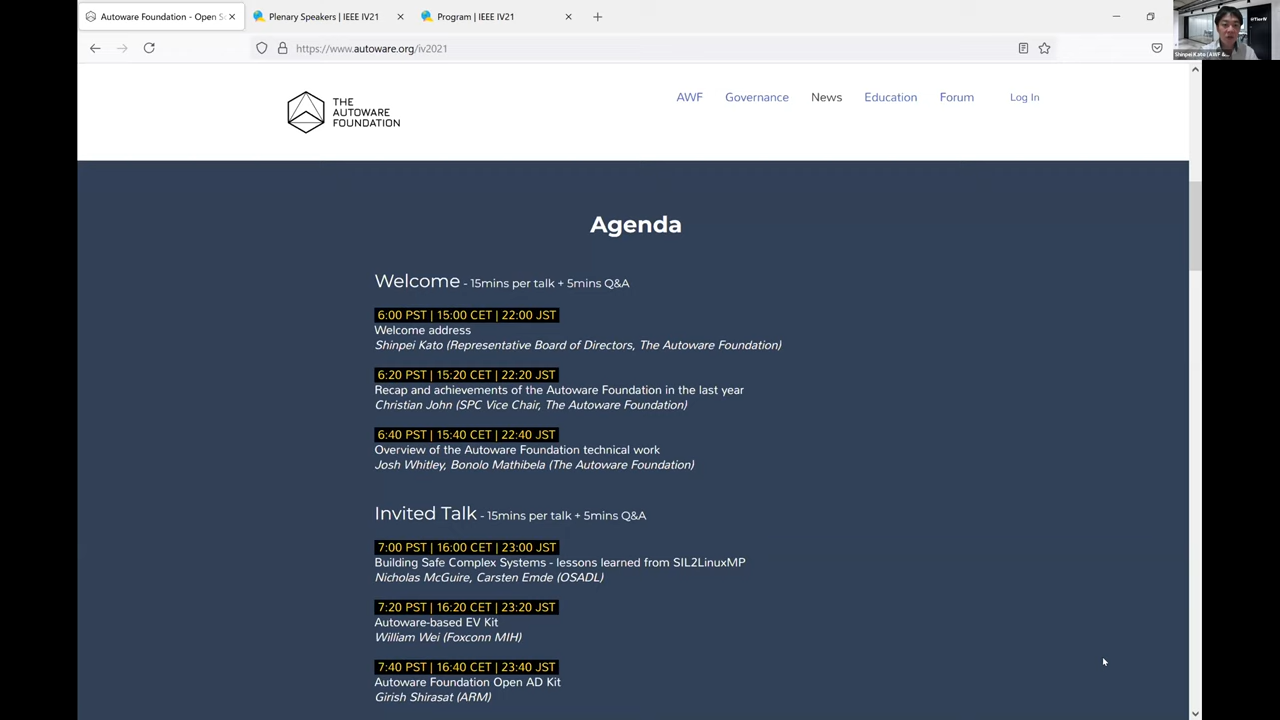 Autoware Foundation - Open S
Plenary Speakers | IEEE IV21
Program | IEEE IV21
https://www.autoware.org/iv2021
THE
AUTOWARE
FOUNDATION
AWF
Governance
News
Education
Forum
Log In
Agenda
Welcome - 15mins per talk + 5mins Q&A
6:00 PST | 15:00 CET | 22:00 JST
Welcome address
Shinpei Kato (Representative Board of Directors, The Autoware Foundation)
6:20 PST | 15:20 CET | 22:20 JST
Recap and achievements of the Autoware Foundation in the last year
Christian John (SPC Vice Chair, The Autoware Foundation)
6:40 PST | 15:40 CET | 22:40 JST
Overview of the Autoware Foundation technical work
Josh Whitley, Bonolo Mathibela (The Autoware Foundation)
Invited Talk - 15mins per talk + 5mins Q&A
7:00 PST | 16:00 CET | 23:00 JST
Building Safe Complex Systems - lessons learned from SIL2LinuxMP
Nicholas McGuire, Carsten Emde (OSADL)
7:20 PST | 16:20 CET | 23:20 JST
Autoware-based EV Kit
William Wei (Foxconn MIH)
7:40 PST | 16:40 CET | 23:40 JST
Autoware Foundation Open AD Kit
Girish Shirasat (ARM)
Shinpei Kato | AWF &...